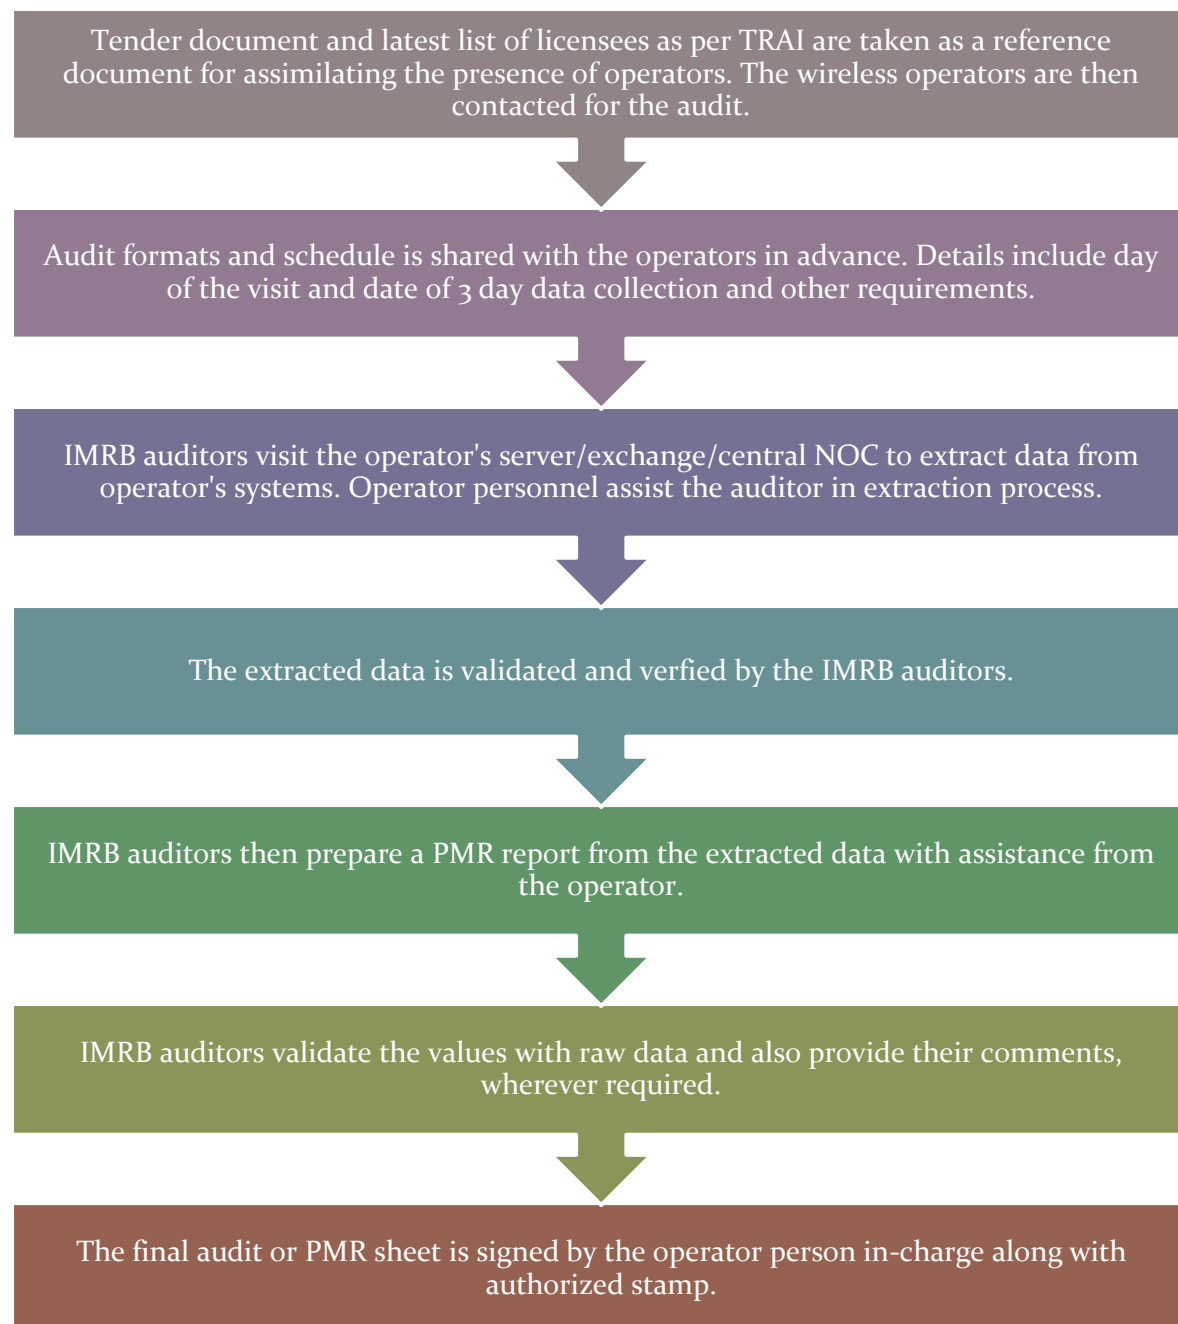 Tender document and latest list of licensees as per TRAI are taken as a reference
document for assimilating the presence of operators. The wireless operators are then
contacted for the audit.
Audit formats and schedule is shared with the operators in advance. Details include day
of the visit and date of 3 day data collection and other requirements.
IMRB auditors visit the operator's server/exchange/central NOC to extract data from
operator's systems. Operator personnel assist the auditor in extraction process.
The extracted data is validated and verfied by the IMRB auditors.
IMRB auditors then prepare a PMR report from the extracted data with assistance from
the operator.
IMRB auditors validate the values with raw data and also provide their comments,
wherever required.
The final audit or PMR sheet is signed by the operator person in-charge along with
authorized stamp.